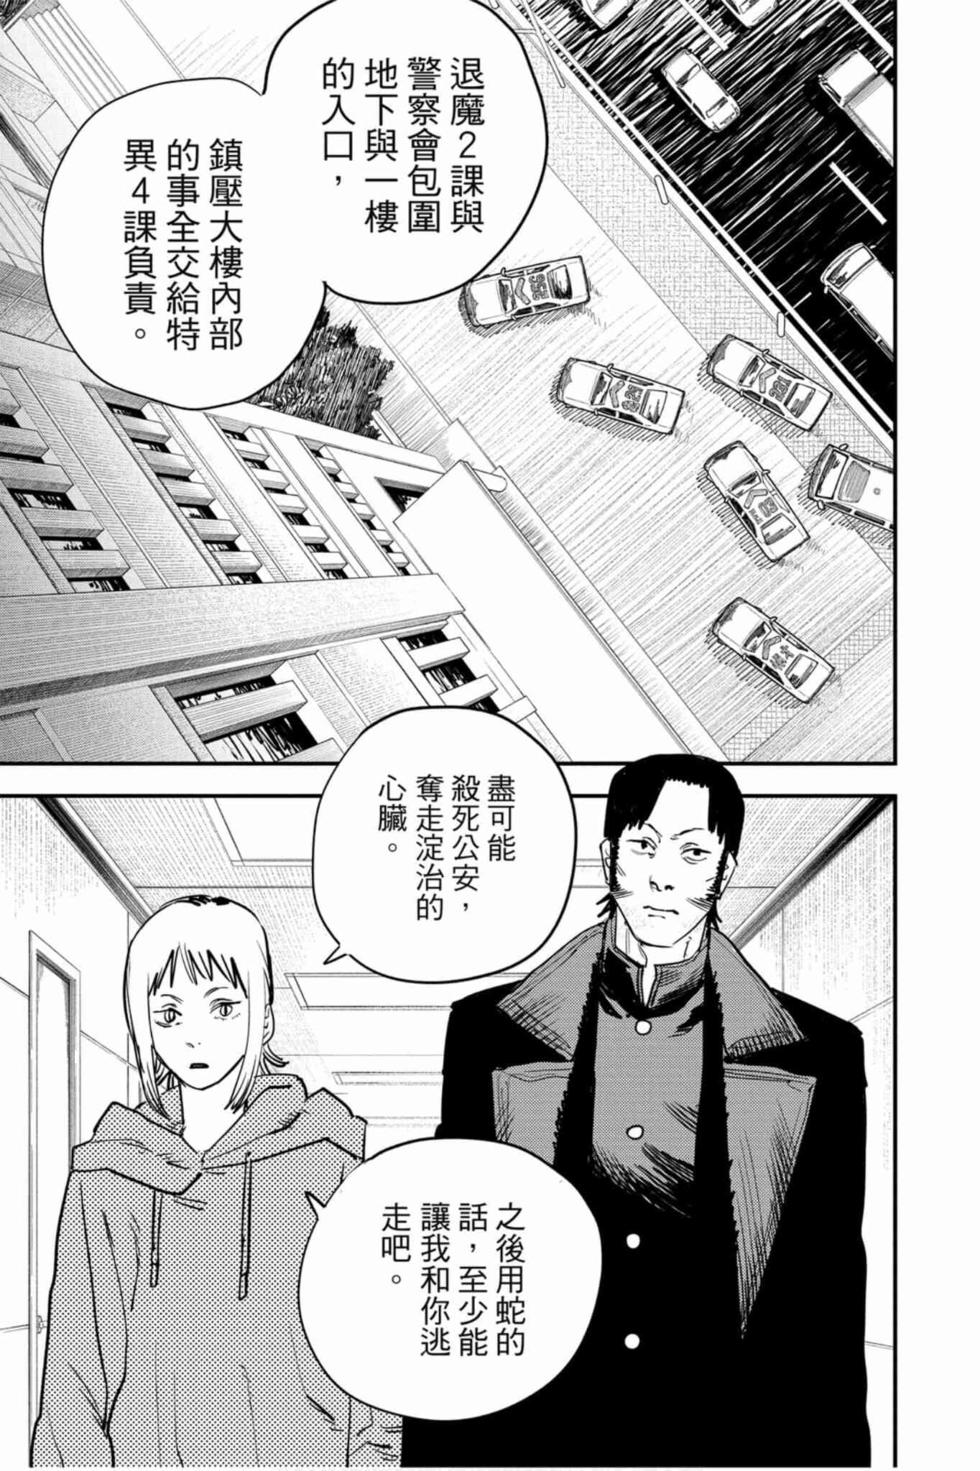 退魔2課與
警察會包圍
地下與一樓
的入口，
鎮壓大樓內部
的事全交給特
異4課負責。
盡可能
殺死公安，
奪走淀治的
心臟。
之後用蛇的
話，至少能
讓我和你逃
走吧。